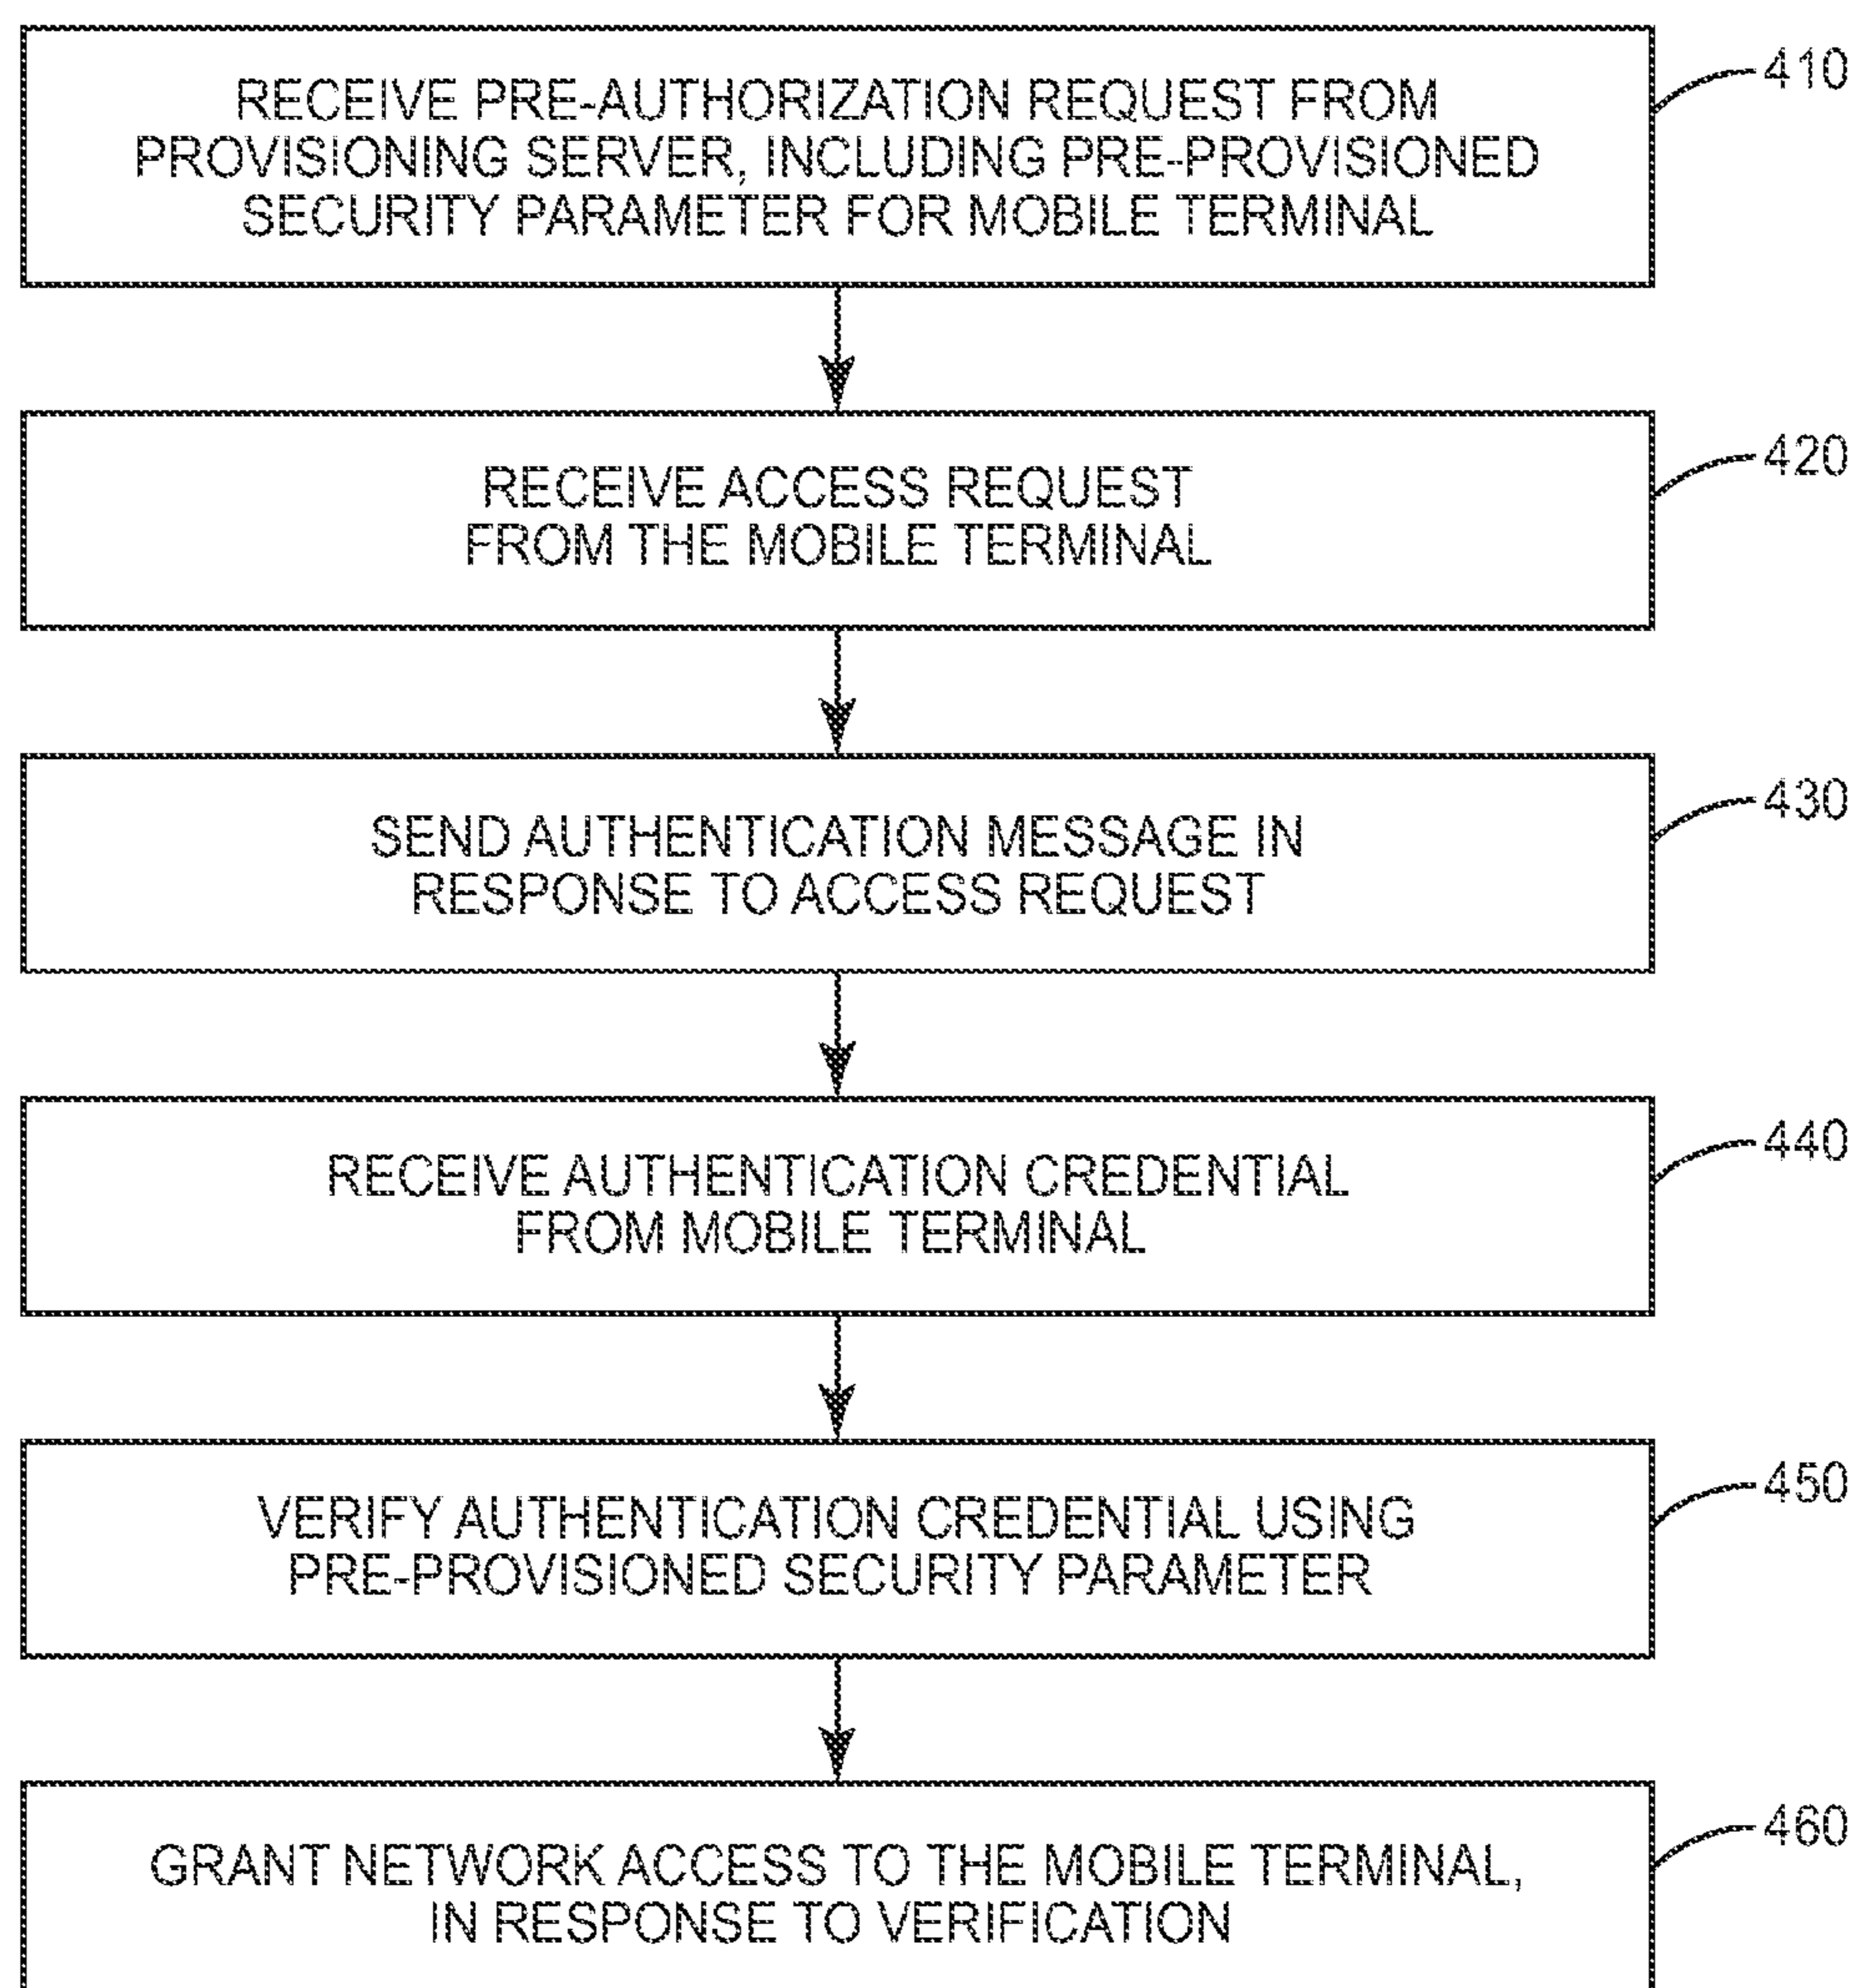 RECEIVE PRE-AUTHORIZATION REQUEST FROM
PROVISIONING SERVER, INCLUDING PRE-PROVISIONED
SECURITY PARAMETER FOR MOBILE TERMINAL
410
RECEIVE ACCESS REQUEST
FROM THE MOBILE TERMINAL
420
SEND AUTHENTICATION MESSAGE IN
RESPONSE TO ACCESS REQUEST
430
RECEIVE AUTHENTICATION CREDENTIAL
FROM MOBILE TERMINAL
440
VERIFY AUTHENTICATION CREDENTIAL USING
PRE-PROVISIONED SECURITY PARAMETER
450
GRANT NETWORK ACCESS TO THE MOBILE TERMINAL,
IN RESPONSE TO VERIFICATION
460